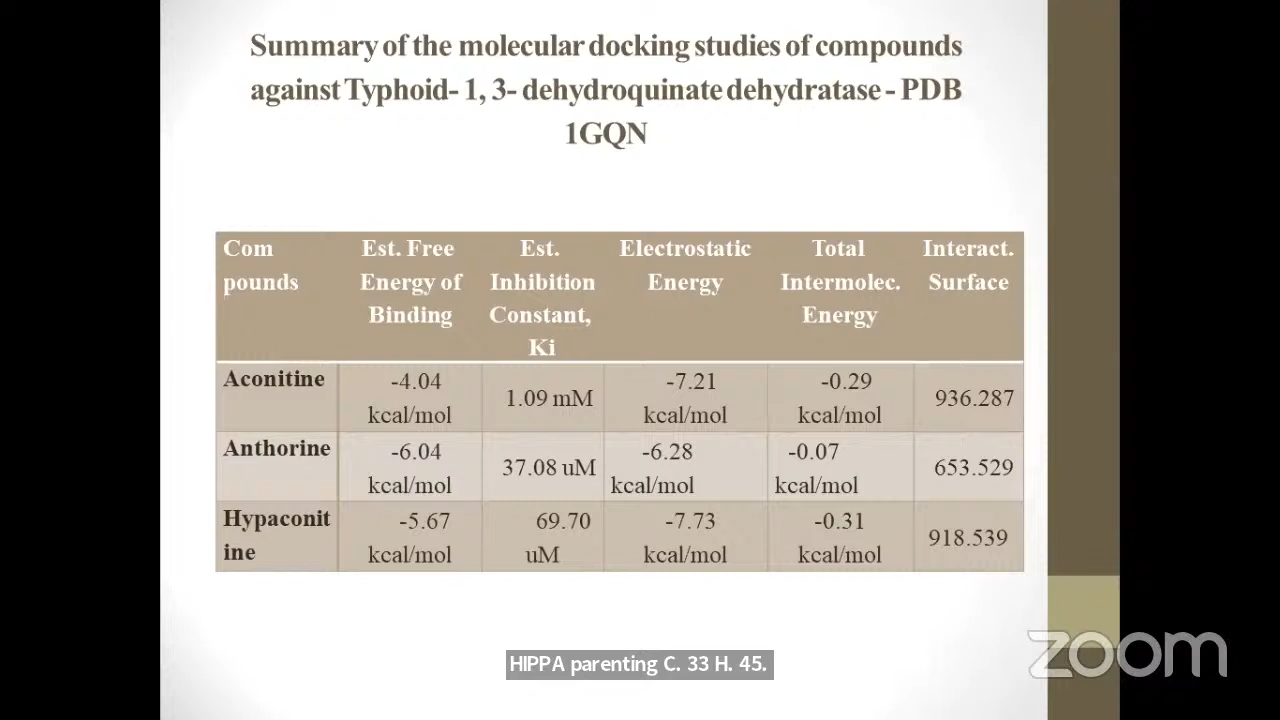 Summary of the molecular docking studies of compounds
against Typhoid- 1, 3- dehydroquinate dehydratase - PDB
1GQN
Com pounds | Est. Free Energy of Binding | Est. Inhibition Constant, Ki | Electrostatic Energy | Total Intermolec. Energy | Interact. Surface
Aconitine | -4.04 kcal/mol | 1.09 mM | -7.21 kcal/mol | -0.29 kcal/mol | 936.287
Anthorine | -6.04 kcal/mol | 37.08 uM | -6.28 kcal/mol | -0.07 kcal/mol | 653.529
Hypaconit ine | -5.67 kcal/mol | 69.70 uM | -7.73 kcal/mol | -0.31 kcal/mol | 918.539
HIPPA parenting C. 33 H. 45.
zoom